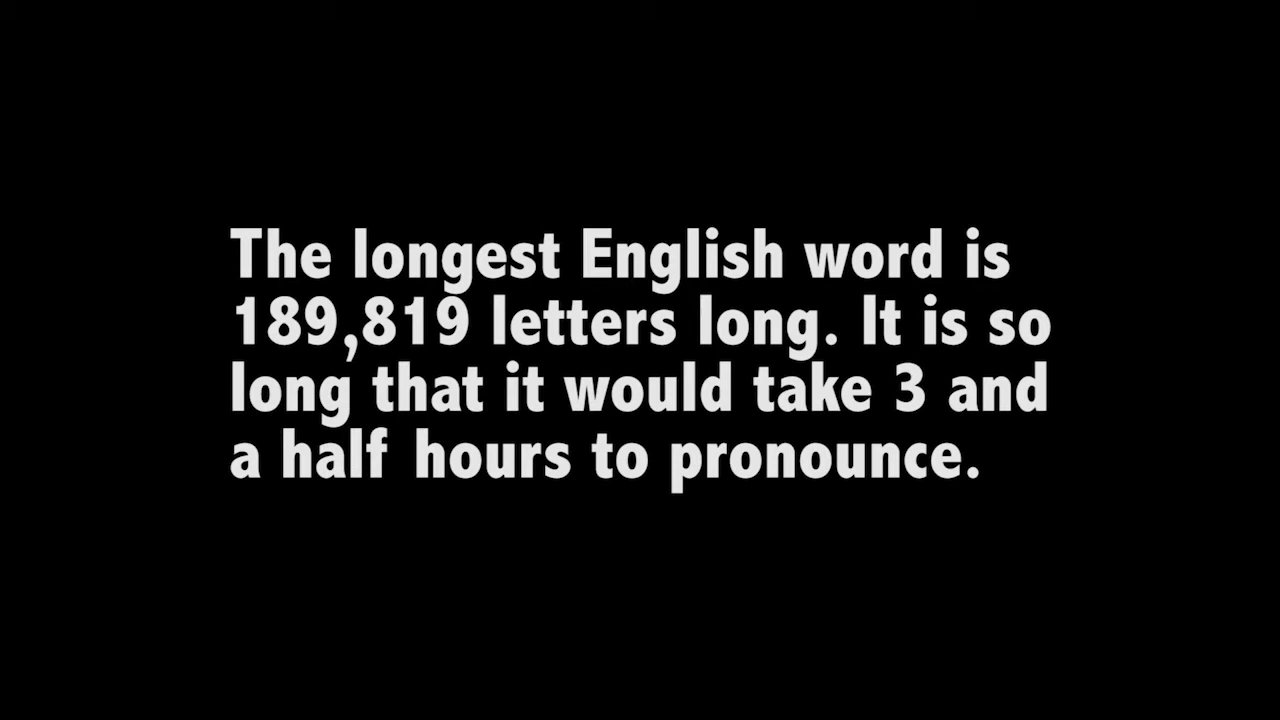 The longest English word is
189,819 letters long. It is so
long that it would take 3 and
a half hours to pronounce.